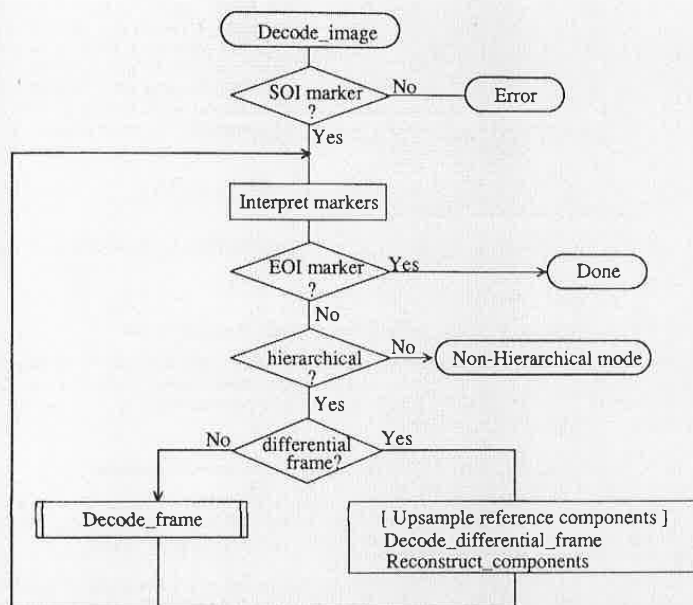 Decode_image
SOI marker
?
No
Error
Yes
Interpret markers
EOI marker
?
Yes
Done
No
hierarchical
?
No
Non-Hierarchical mode
Yes
differential
frame?
No
Yes
Decode_frame
[ Upsample reference components ]
Decode_differential_frame
Reconstruct_components